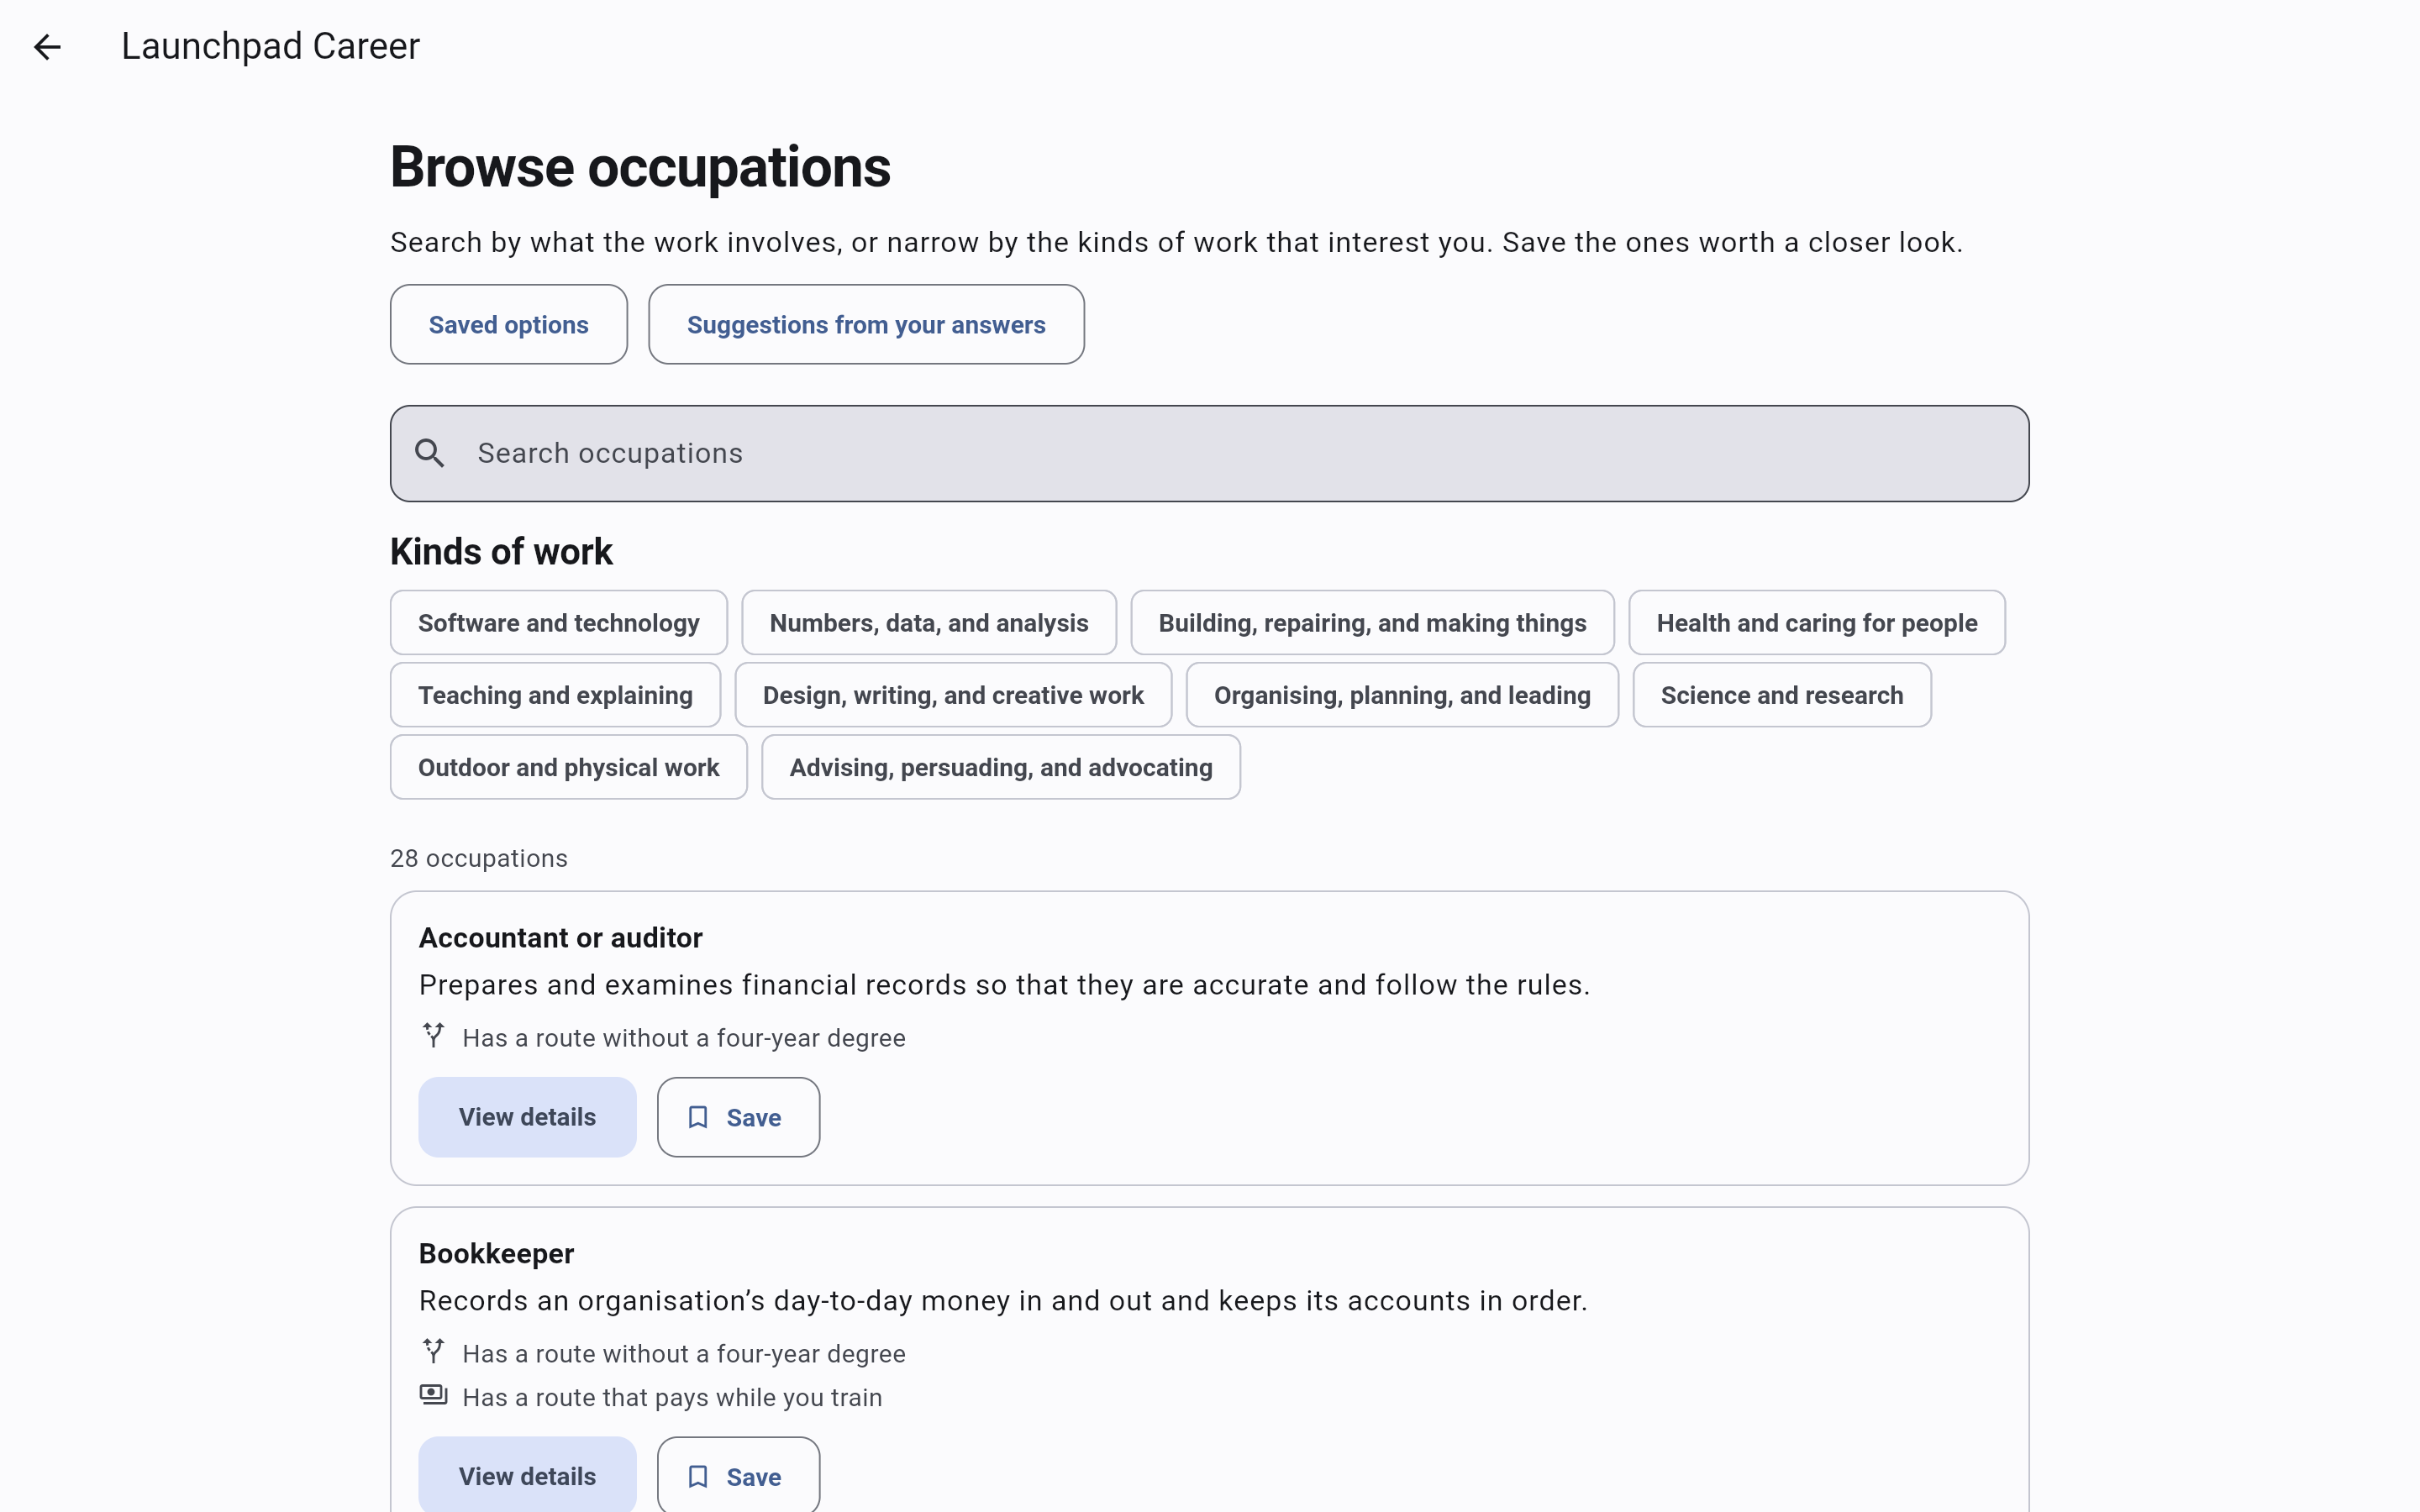 Launchpad Career
Browse occupations
Search by what the work involves, or narrow by the kinds of work that interest you. Save the ones worth a closer look.
Saved options
Suggestions from your answers
Search occupations
Kinds of work
Software and technology
Numbers, data, and analysis
Building, repairing, and making things
Health and caring for people
Teaching and explaining
Design, writing, and creative work
Organising, planning, and leading
Science and research
Outdoor and physical work
Advising, persuading, and advocating
28 occupations
Accountant or auditor
Prepares and examines financial records so that they are accurate and follow the rules.
Has a route without a four-year degree
View details
Save
Bookkeeper
Records an organisation’s day-to-day money in and out and keeps its accounts in order.
Has a route without a four-year degree
Has a route that pays while you train
View details
Save